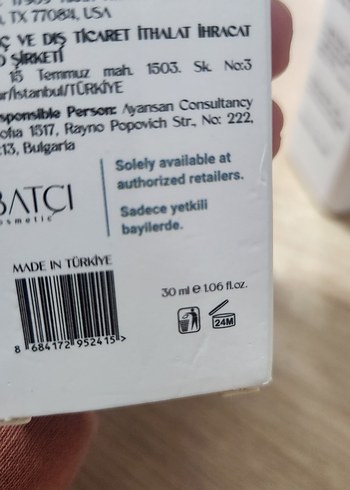 , TX 77084, USA
Ç VE DIŞ TİCARET İTHALAT İHRACAT
ŞİRKETİ
15 Temmuz mah. 1503. Sk. No:3
/İstanbul/TÜRKİYE
sponsible Person: Ayansan Consultancy
ofia 1517, Rayno Popovich Str., No: 222,
13, Bulgaria
Solely available at
authorized retailers.
BATÇI
osmetic
Sadece yetkili
bayilerde.
MADE IN TÜRKİYE
30 ml e 1.06 fl.oz.
24M
8 684172 952415 >